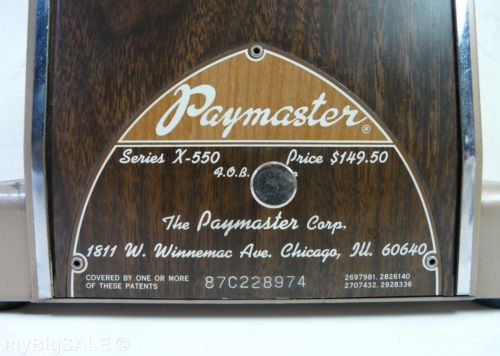 Paymaster®
Series X-550 Price $149.50
F.O.B.
The Paymaster Corp.
1811 W. Winnemac Ave. Chicago, Ill. 60640
COVERED BY ONE OR MORE
OF THESE PATENTS
87C228974
2697981, 2826140
2707432, 2928336
myBigSALE ©